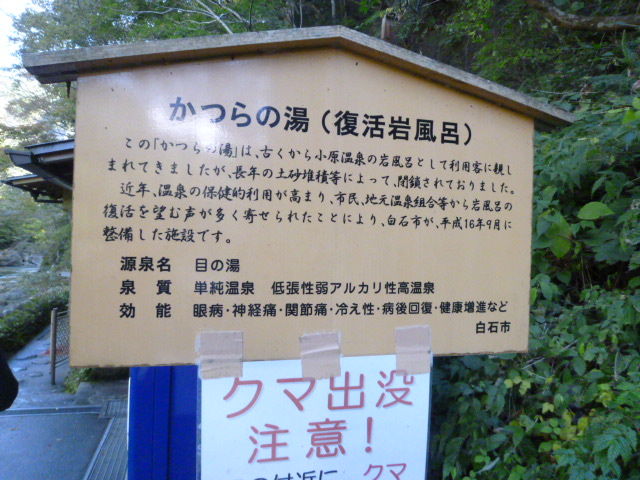 かつらの湯（復活岩風呂）
この「かつらの湯」は、古くから小原温泉の岩風呂として利用客に親し
まれてきましたが、長年の土砂堆積等によって、閉鎖されておりました。
近年、温泉の保健的利用が高まり、市民、地元温泉組合等から岩風呂の
復活を望む声が多く寄せられたことにより、白石市が、平成16年9月に
整備した施設です。
源泉名 目の湯
泉質 単純温泉 低張性弱アルカリ性高温泉
効能 眼病・神経痛・関節痛・冷え性・病後回復・健康増進など
白石市
クマ出没
注意！
の付近に、クマ